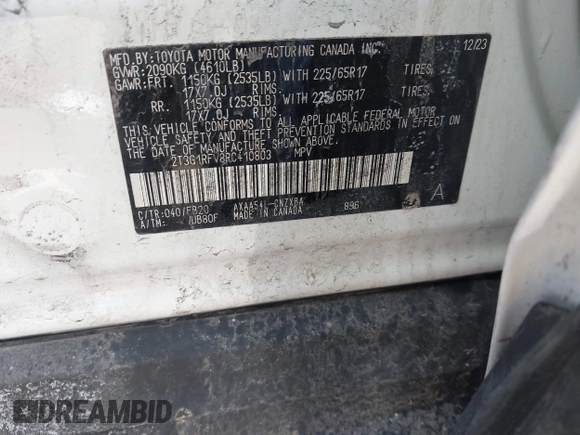 MFD.BY:TOYOTA MOTOR MANUFACTURING CANADA INC. 12/23
GVWR:2090KG (4610LB)
GAWR:FRT. 1150KG (2535LB) WITH 225/65R17 TIRES,
17X7.0J RIMS,
RR. 1150KG (2535LB) WITH 225/65R17 TIRES,
17X7.0J RIMS,
THIS VEHICLE CONFORMS TO ALL APPLICABLE FEDERAL MOTOR
VEHICLE SAFETY AND THEFT PREVENTION STANDARDS IN EFFECT ON
THE DATE OF MANUFACTURE SHOWN ABOVE.
2T3G1RFV8RC410803 MPV
C/TR:040/FB20 AXAA54L-CNZXBA 896 A
A/TM: /UB80F MADE IN CANADA
DREAMBID